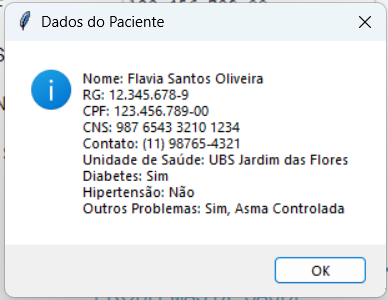 Dados do Paciente
Nome: Flavia Santos Oliveira
RG: 12.345.678-9
CPF: 123.456.789-00
CNS: 987 6543 3210 1234
Contato: (11) 98765-4321
Unidade de Saúde: UBS Jardim das Flores
Diabetes: Sim
Hipertensão: Não
Outros Problemas: Sim, Asma Controlada
OK